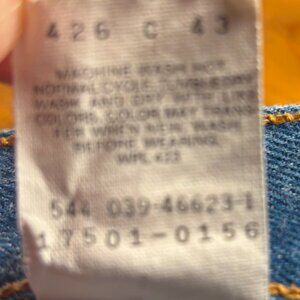 426 C 43
MACHINE WASH HOT
NORMAL CYCLE, TUMBLE DRY
WASH AND DRY WITH LIKE
COLORS. COLOR MAY TRANS-
FER WHEN NEW. WASH
BEFORE WEARING.
WPL 423
544 039-46623-1
17501-0156